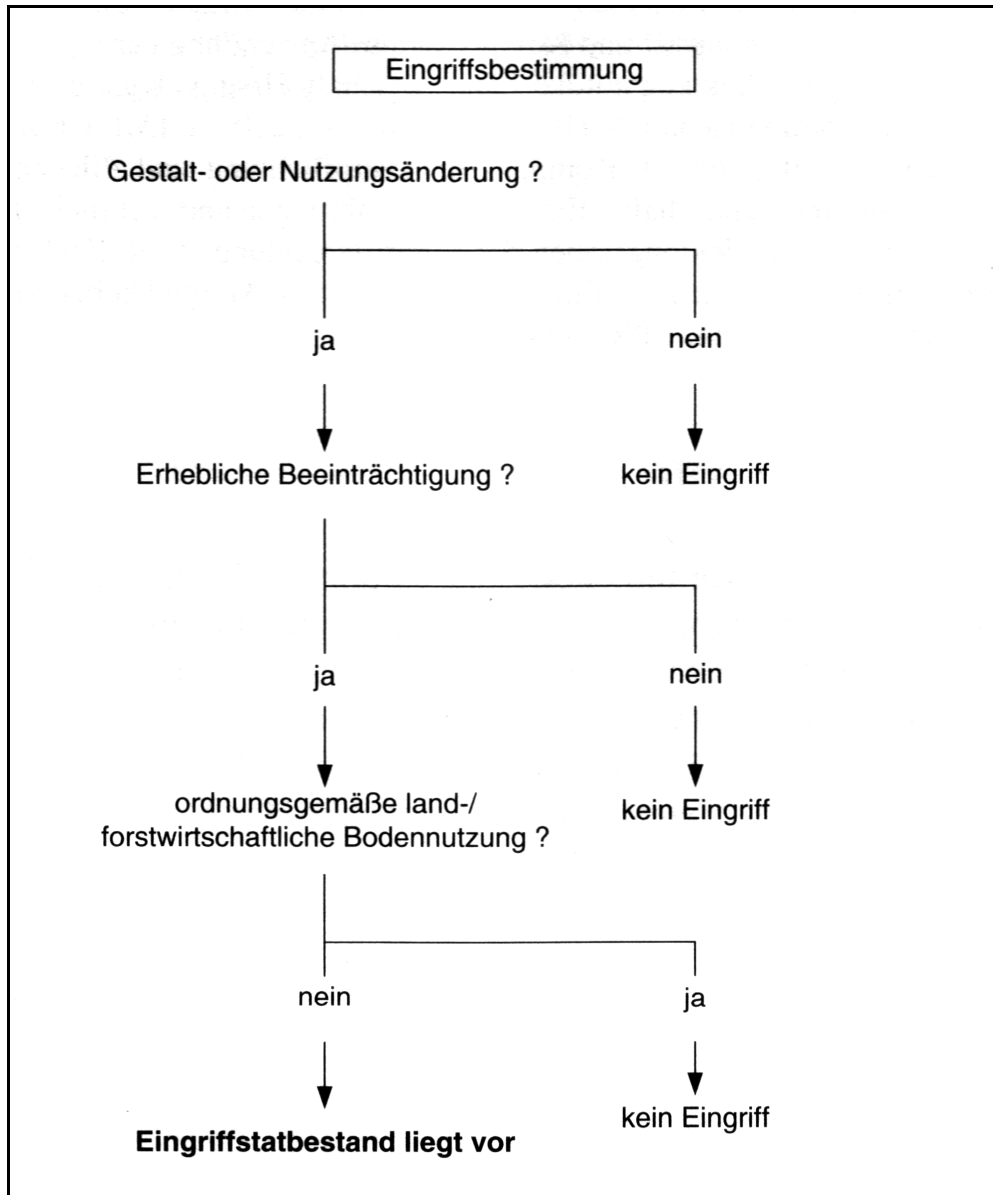 Eingriffsbestimmung
Gestalt- oder Nutzungsänderung ?
ja
nein
Erhebliche Beeinträchtigung ?
kein Eingriff
ja
nein
ordnungsgemäße land-/
forstwirtschaftliche Bodennutzung ?
kein Eingriff
nein
ja
Eingriffstatbestand liegt vor
kein Eingriff